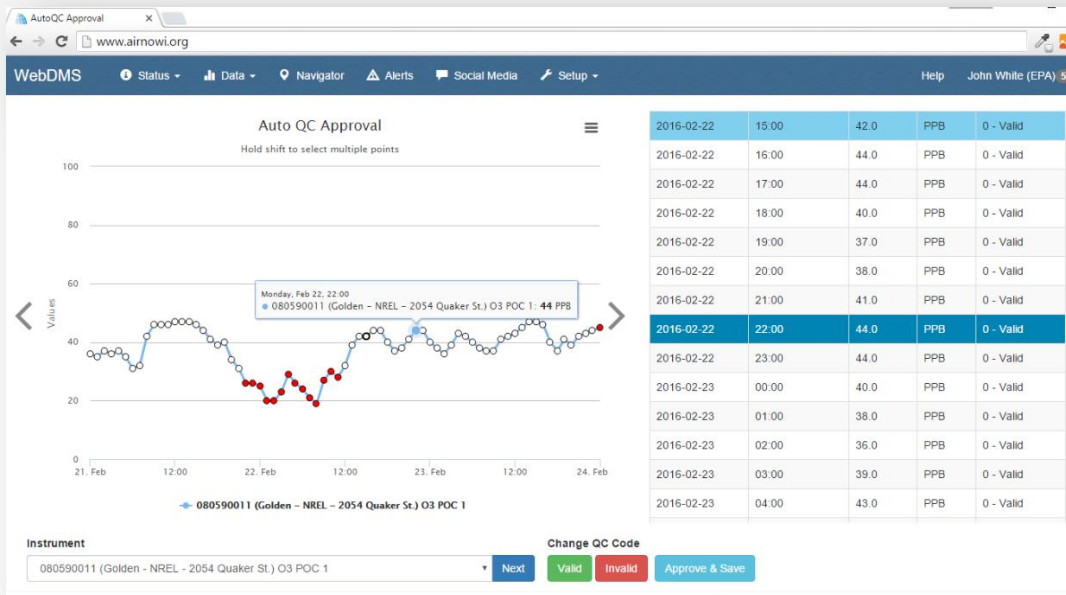 AutoQC Approval
www.airnowi.org
WebDMS Status Data Navigator Alerts Social Media Setup Help John White (EPA) 5
Auto QC Approval
Hold shift to select multiple points
100
80
60
40
20
0
Values
Monday, Feb 22, 22:00
080590011 (Golden – NREL – 2054 Quaker St.) O3 POC 1: 44 PPB
21. Feb 12:00 22. Feb 12:00 23. Feb 12:00 24. Feb
080590011 (Golden – NREL – 2054 Quaker St.) O3 POC 1
2016-02-22 15:00 42.0 PPB 0 - Valid
2016-02-22 16:00 44.0 PPB 0 - Valid
2016-02-22 17:00 44.0 PPB 0 - Valid
2016-02-22 18:00 40.0 PPB 0 - Valid
2016-02-22 19:00 37.0 PPB 0 - Valid
2016-02-22 20:00 38.0 PPB 0 - Valid
2016-02-22 21:00 41.0 PPB 0 - Valid
2016-02-22 22:00 44.0 PPB 0 - Valid
2016-02-22 23:00 44.0 PPB 0 - Valid
2016-02-23 00:00 40.0 PPB 0 - Valid
2016-02-23 01:00 38.0 PPB 0 - Valid
2016-02-23 02:00 36.0 PPB 0 - Valid
2016-02-23 03:00 39.0 PPB 0 - Valid
2016-02-23 04:00 43.0 PPB 0 - Valid
Instrument
080590011 (Golden - NREL - 2054 Quaker St.) O3 POC 1
Next
Change QC Code
Valid Invalid Approve & Save